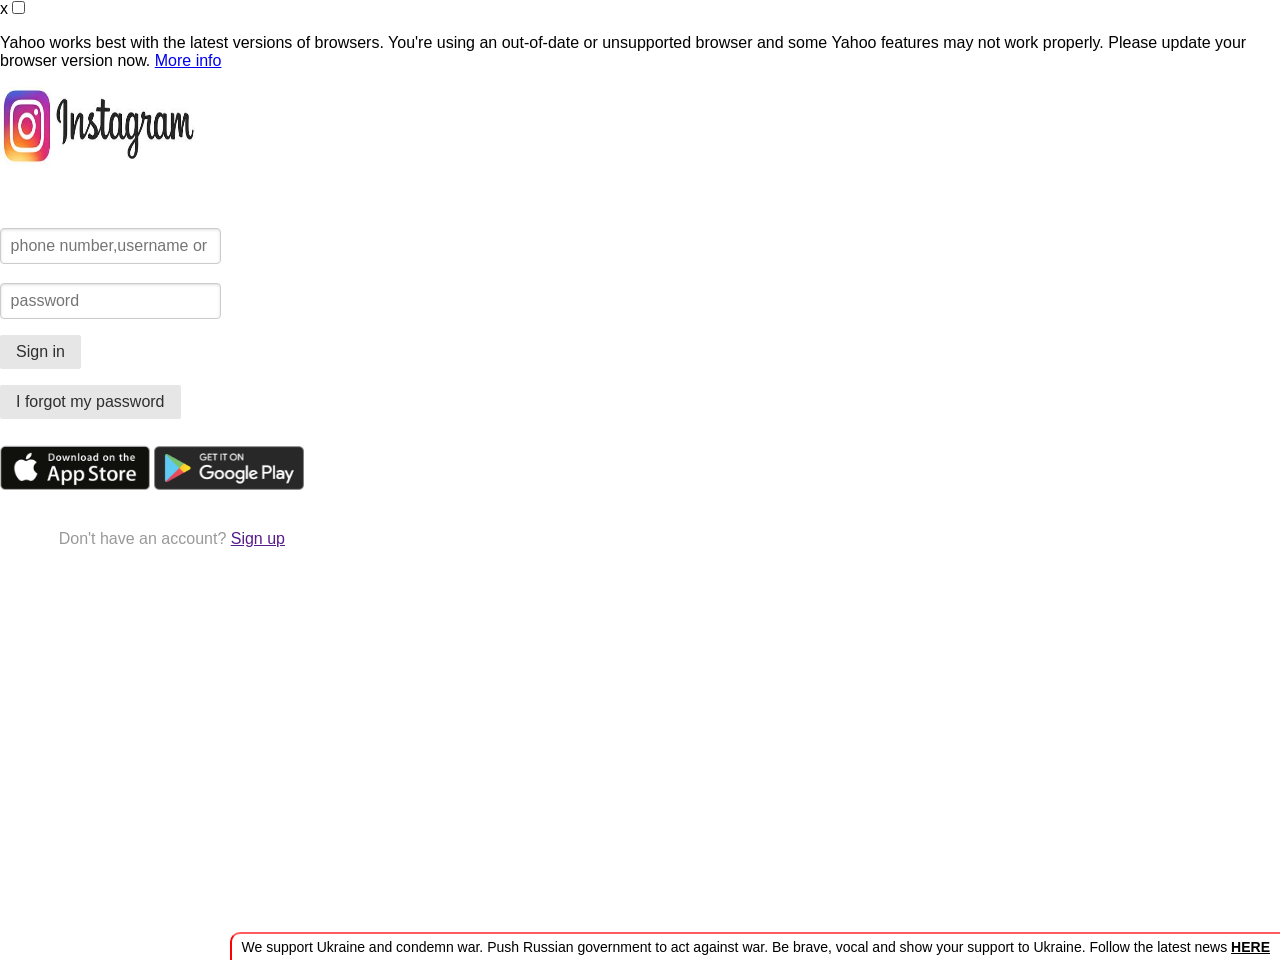 x
Yahoo works best with the latest versions of browsers. You're using an out-of-date or unsupported browser and some Yahoo features may not work properly. Please update your
browser version now. More info
Instagram
phone number,username or
password
Sign in
I forgot my password
Download on the
App Store
GET IT ON
Google Play
Don't have an account? Sign up
We support Ukraine and condemn war. Push Russian government to act against war. Be brave, vocal and show your support to Ukraine. Follow the latest news HERE